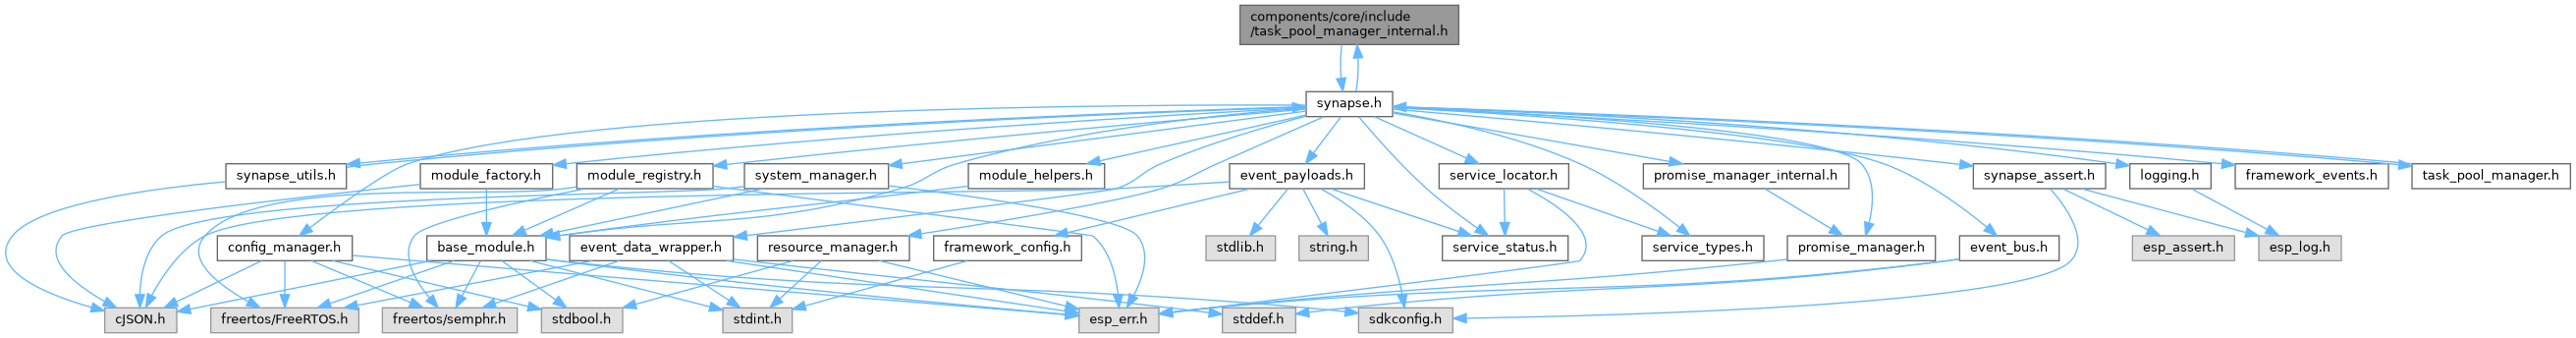 components/core/include
/task_pool_manager_internal.h
synapse.h
synapse_utils.h
module_factory.h
module_registry.h
system_manager.h
module_helpers.h
event_payloads.h
service_locator.h
promise_manager_internal.h
synapse_assert.h
logging.h
framework_events.h
task_pool_manager.h
config_manager.h
base_module.h
event_data_wrapper.h
resource_manager.h
framework_config.h
stdlib.h
string.h
service_status.h
service_types.h
promise_manager.h
event_bus.h
esp_assert.h
esp_log.h
cJSON.h
freertos/FreeRTOS.h
freertos/semphr.h
stdbool.h
stdint.h
esp_err.h
stddef.h
sdkconfig.h